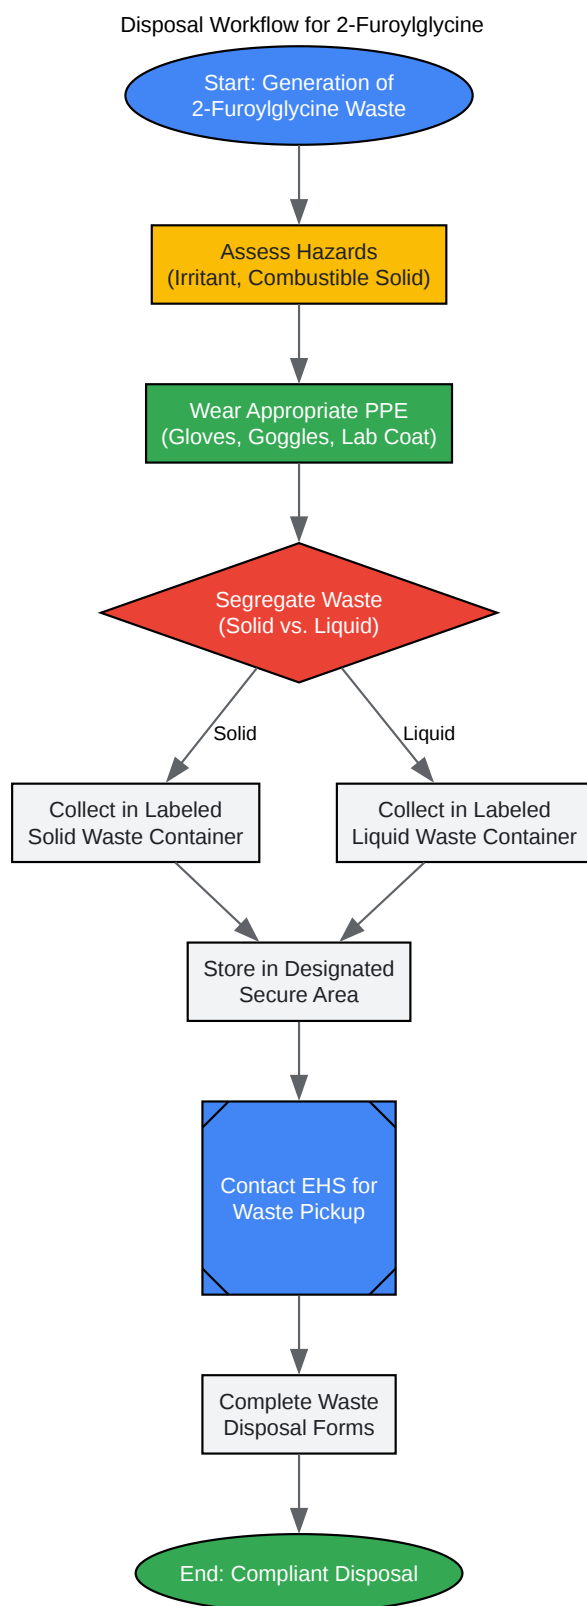 Disposal Workflow for 2-Furoylglycine
Start: Generation of
2-Furoylglycine Waste
Assess Hazards
(Irritant, Combustible Solid)
Wear Appropriate PPE
(Gloves, Goggles, Lab Coat)
Segregate Waste
(Solid vs. Liquid)
Solid
Liquid
Collect in Labeled
Solid Waste Container
Collect in Labeled
Liquid Waste Container
Store in Designated
Secure Area
Contact EHS for
Waste Pickup
Complete Waste
Disposal Forms
End: Compliant Disposal